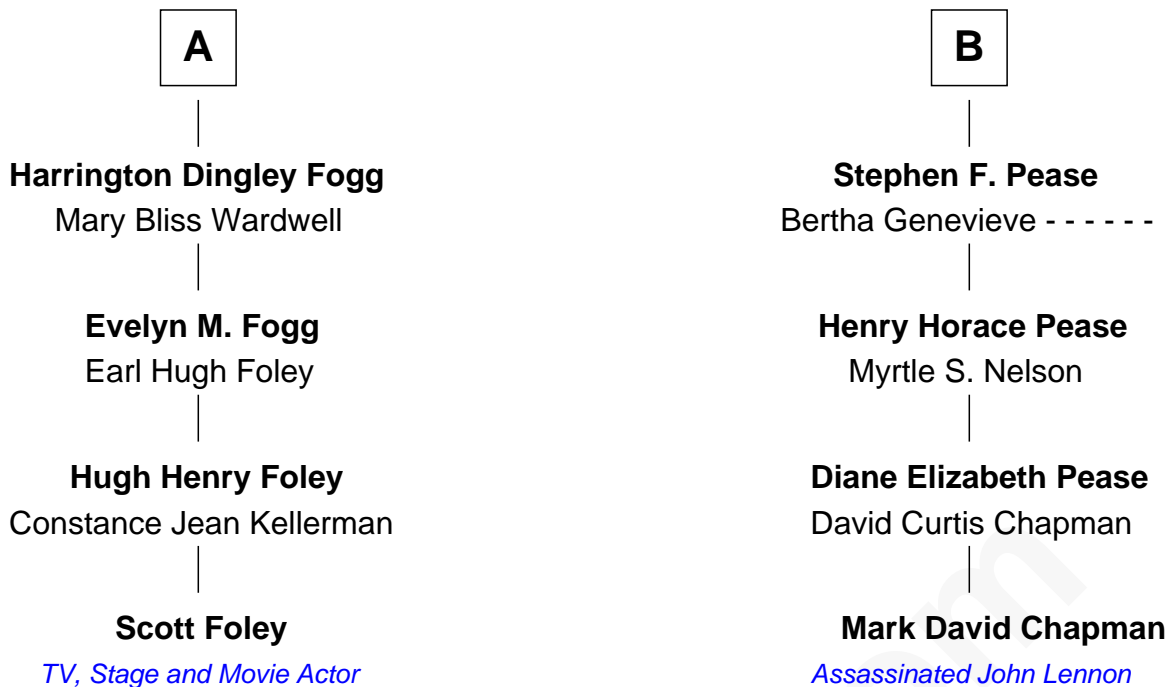 A
Harrington Dingley Fogg
Mary Bliss Wardwell
Evelyn M. Fogg
Earl Hugh Foley
Hugh Henry Foley
Constance Jean Kellerman
Scott Foley
TV, Stage and Movie Actor
B
Stephen F. Pease
Bertha Genevieve - - - - - -
Henry Horace Pease
Myrtle S. Nelson
Diane Elizabeth Pease
David Curtis Chapman
Mark David Chapman
Assassinated John Lennon